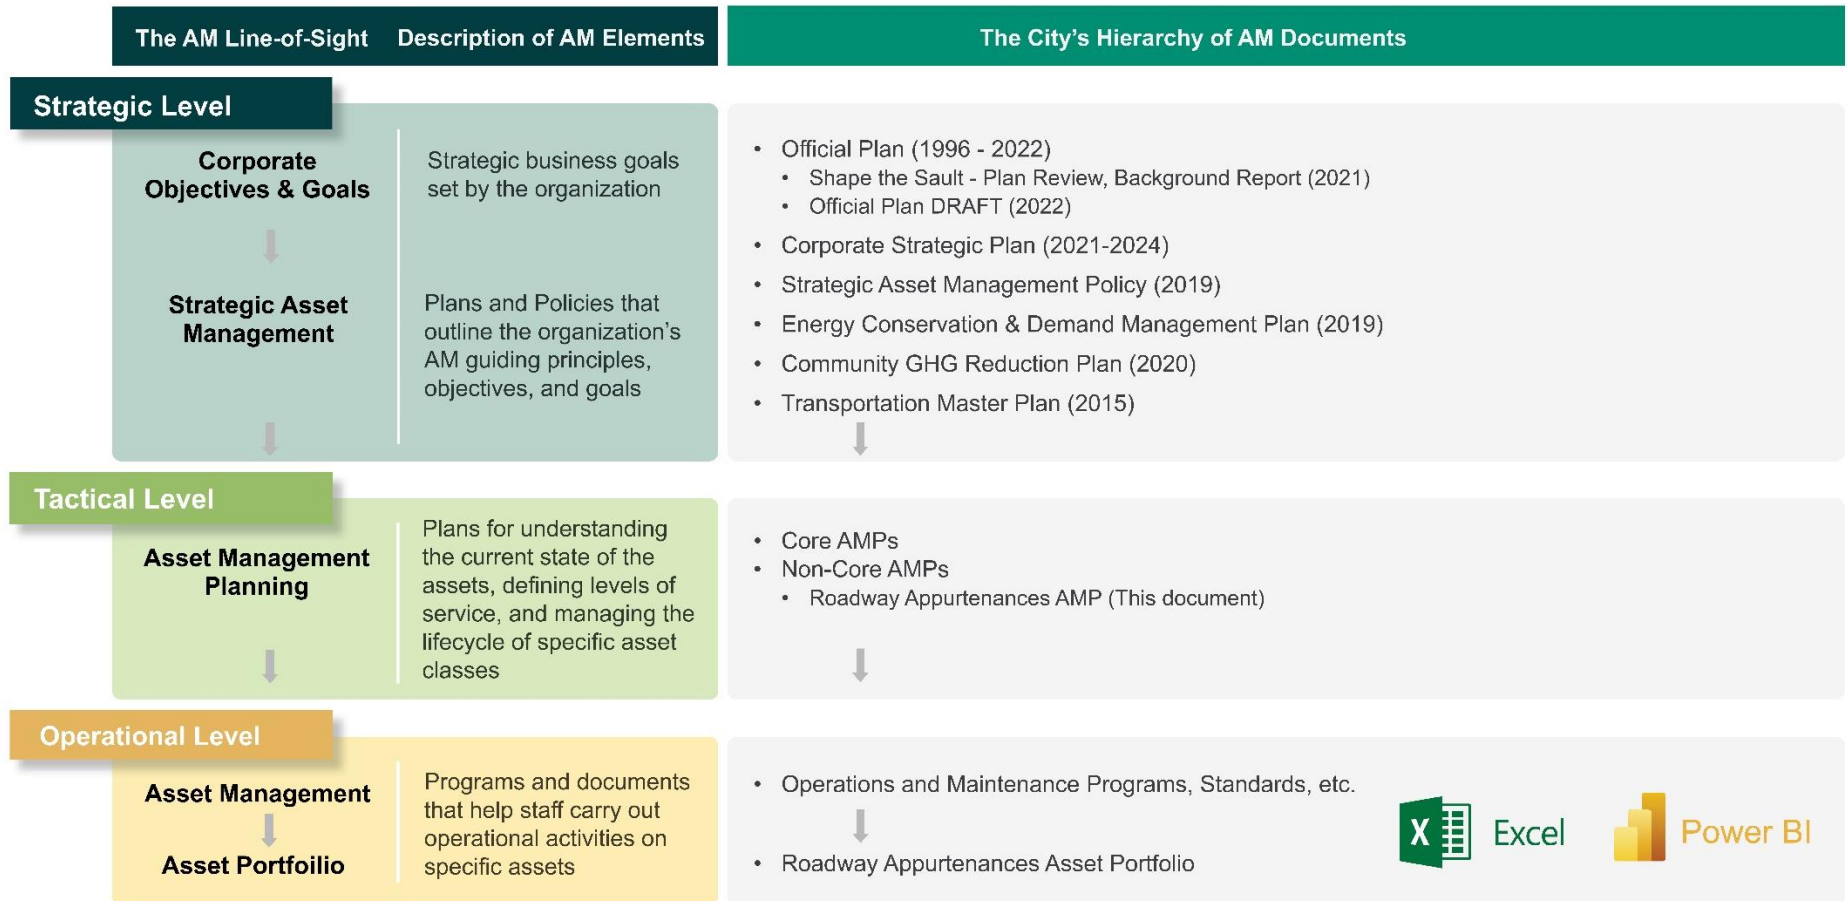 The AM Line-of-Sight
Description of AM Elements
The City's Hierarchy of AM Documents
Strategic Level
Corporate
Objectives & Goals
Strategic business goals
set by the organization
Strategic Asset
Management
Plans and Policies that
outline the organization's
AM guiding principles,
objectives, and goals
• Official Plan (1996 - 2022)
• Shape the Sault - Plan Review, Background Report (2021)
• Official Plan DRAFT (2022)
• Corporate Strategic Plan (2021-2024)
• Strategic Asset Management Policy (2019)
• Energy Conservation & Demand Management Plan (2019)
• Community GHG Reduction Plan (2020)
• Transportation Master Plan (2015)
Tactical Level
Asset Management
Planning
Plans for understanding
the current state of the
assets, defining levels of
service, and managing the
lifecycle of specific asset
classes
• Core AMPs
• Non-Core AMPs
• Roadway Appurtenances AMP (This document)
Operational Level
Asset Management
Asset Portfoilio
Programs and documents
that help staff carry out
operational activities on
specific assets
• Operations and Maintenance Programs, Standards, etc.
• Roadway Appurtenances Asset Portfolio
X Excel
Power BI